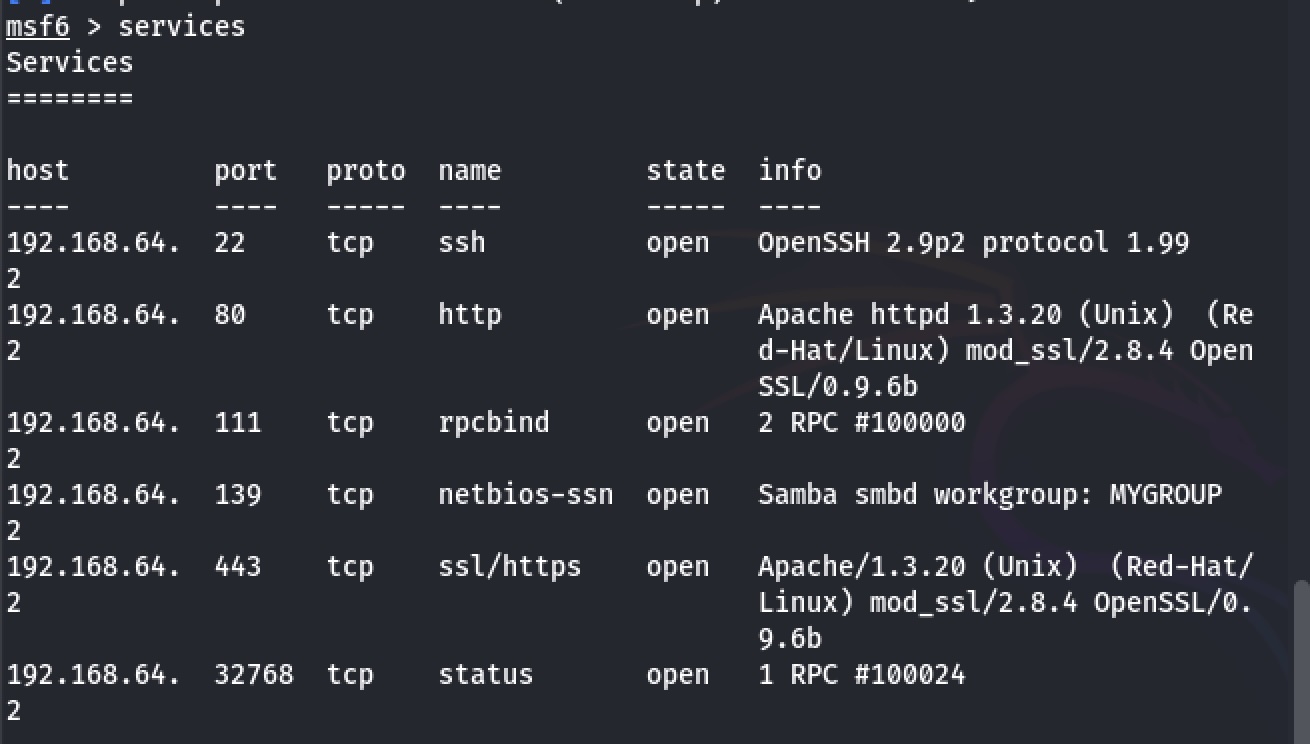 msf6 > services
Services
========
host port proto name state info
---- ---- ----- ---- ----- ----
192.168.64. 22 tcp ssh open OpenSSH 2.9p2 protocol 1.99
2
192.168.64. 80 tcp http open Apache httpd 1.3.20 (Unix)  (Re
2 d-Hat/Linux) mod_ssl/2.8.4 Open
SSL/0.9.6b
192.168.64. 111 tcp rpcbind open 2 RPC #100000
2
192.168.64. 139 tcp netbios-ssn open Samba smbd workgroup: MYGROUP
2
192.168.64. 443 tcp ssl/https open Apache/1.3.20 (Unix)  (Red-Hat/
2 Linux) mod_ssl/2.8.4 OpenSSL/0.
9.6b
192.168.64. 32768 tcp status open 1 RPC #100024
2